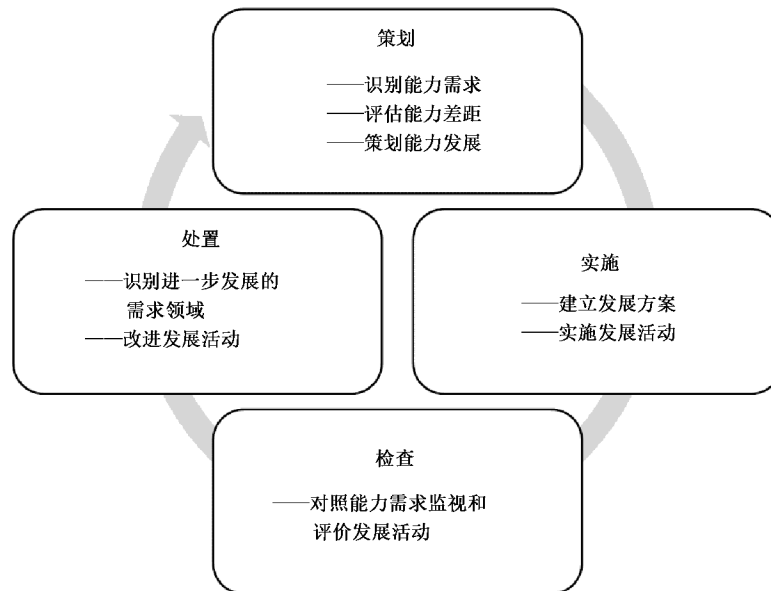 策划
——识别能力需求
——评估能力差距
——策划能力发展
处置
——识别进一步发展的
需求领域
——改进发展活动
实施
——建立发展方案
——实施发展活动
检查
——对照能力需求监视和
评价发展活动